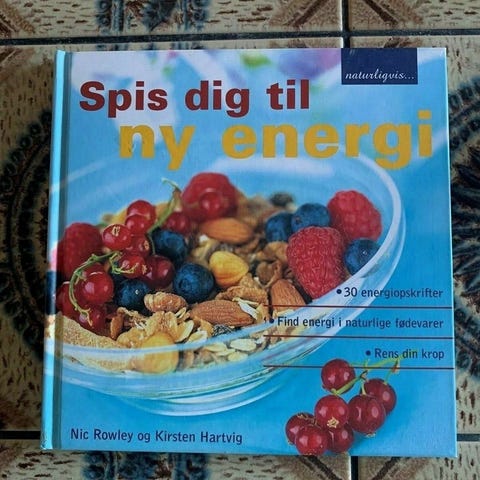 naturligvis...
Spis dig til
ny energi
• 30 energiopskrifter
• Find energi i naturlige fødevarer
• Rens din krop
Nic Rowley og Kirsten Hartvig